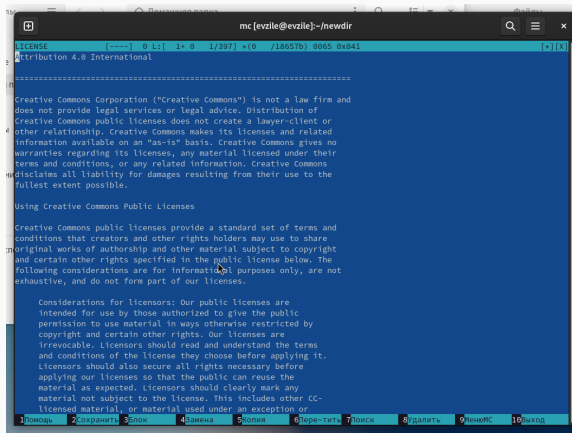 Домашняя папка
Файлы
mc [evzile@evzile]:~/newdir
LICENSE [----] 0 L:[ 1+ 0 1/397] *(0 /18657b) 0065 0x041 [*][X]
Attribution 4.0 International
=======================================================================
Creative Commons Corporation ("Creative Commons") is not a law firm and
does not provide legal services or legal advice. Distribution of
Creative Commons public licenses does not create a lawyer-client or
other relationship. Creative Commons makes its licenses and related
information available on an "as-is" basis. Creative Commons gives no
warranties regarding its licenses, any material licensed under their
terms and conditions, or any related information. Creative Commons
disclaims all liability for damages resulting from their use to the
fullest extent possible.
Using Creative Commons Public Licenses
Creative Commons public licenses provide a standard set of terms and
conditions that creators and other rights holders may use to share
original works of authorship and other material subject to copyright
and certain other rights specified in the public license below. The
following considerations are for informational purposes only, are not
exhaustive, and do not form part of our licenses.
Considerations for licensors: Our public licenses are
intended for use by those authorized to give the public
permission to use material in ways otherwise restricted by
copyright and certain other rights. Our licenses are
irrevocable. Licensors should read and understand the terms
and conditions of the license they choose before applying it.
Licensors should also secure all rights necessary before
applying our licenses so that the public can reuse the
material as expected. Licensors should clearly mark any
material not subject to the license. This includes other CC-
licensed material, or material used under an exception or
1Помощь 2Сохранить 3Блок 4Замена 5Копия 6Пере~тить 7Поиск 8Удалить 9МенюMC 10Выход